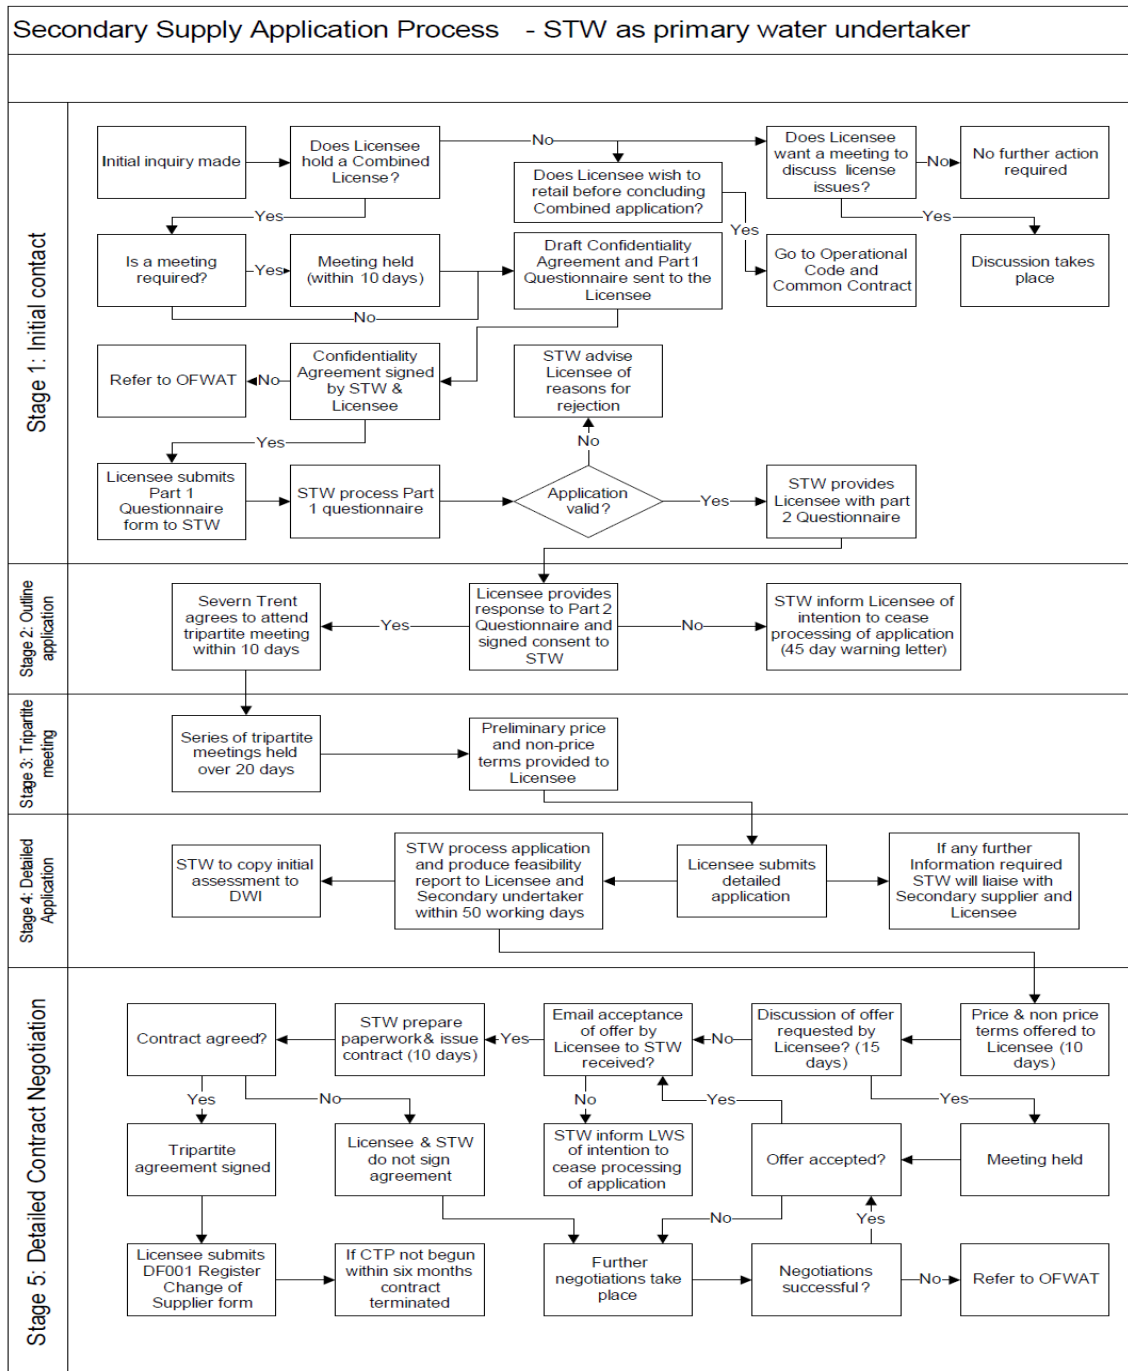 Secondary Supply Application Process - STW as primary water undertaker
Stage 1: Initial contact
Initial inquiry made
Does Licensee
hold a Combined
License?
No
Does Licensee
want a meeting to
discuss license
issues?
No
No further action
required
Does Licensee wish to
retail before concluding
Combined application?
Yes
Yes
Yes
Is a meeting
required?
Yes
Meeting held
(within 10 days)
Draft Confidentiality
Agreement and Part1
Questionnaire sent to the
Licensee
Go to Operational
Code and
Common Contract
Discussion takes
place
No
Refer to OFWAT
No
Confidentiality
Agreement signed
by STW &
Licensee
STW advise
Licensee of
reasons for
rejection
Yes
No
Licensee submits
Part 1
Questionnaire
form to STW
STW process Part
1 questionnaire
Application
valid?
Yes
STW provides
Licensee with part
2 Questionnaire
Stage 2: Outline
application
Severn Trent
agrees to attend
tripartite meeting
within 10 days
Yes
Licensee provides
response to Part 2
Questionnaire and
signed consent to
STW
No
STW inform Licensee of
intention to cease
processing of application
(45 day warning letter)
Stage 3: Tripartite
meeting
Series of tripartite
meetings held
over 20 days
Preliminary price
and non-price
terms provided to
Licensee
Stage 4: Detailed
Application
STW to copy initial
assessment to
DWI
STW process application
and produce feasibility
report to Licensee and
Secondary undertaker
within 50 working days
Licensee submits
detailed
application
If any further
Information required
STW will liaise with
Secondary supplier and
Licensee
Stage 5: Detailed Contract Negotiation
Contract agreed?
STW prepare
paperwork & issue
contract (10 days)
Yes
Email acceptance
of offer by
Licensee to STW
received?
No
Discussion of offer
requested by
Licensee? (15
days)
Price & non price
terms offered to
Licensee (10
days)
Yes
No
No
Yes
Yes
Tripartite
agreement signed
Licensee & STW
do not sign
agreement
STW inform LWS
of intention to
cease processing
of application
Offer accepted?
Meeting held
No
Yes
Licensee submits
DF001 Register
Change of
Supplier form
If CTP not begun
within six months
contract
terminated
Further
negotiations take
place
Negotiations
successful?
No
Refer to OFWAT